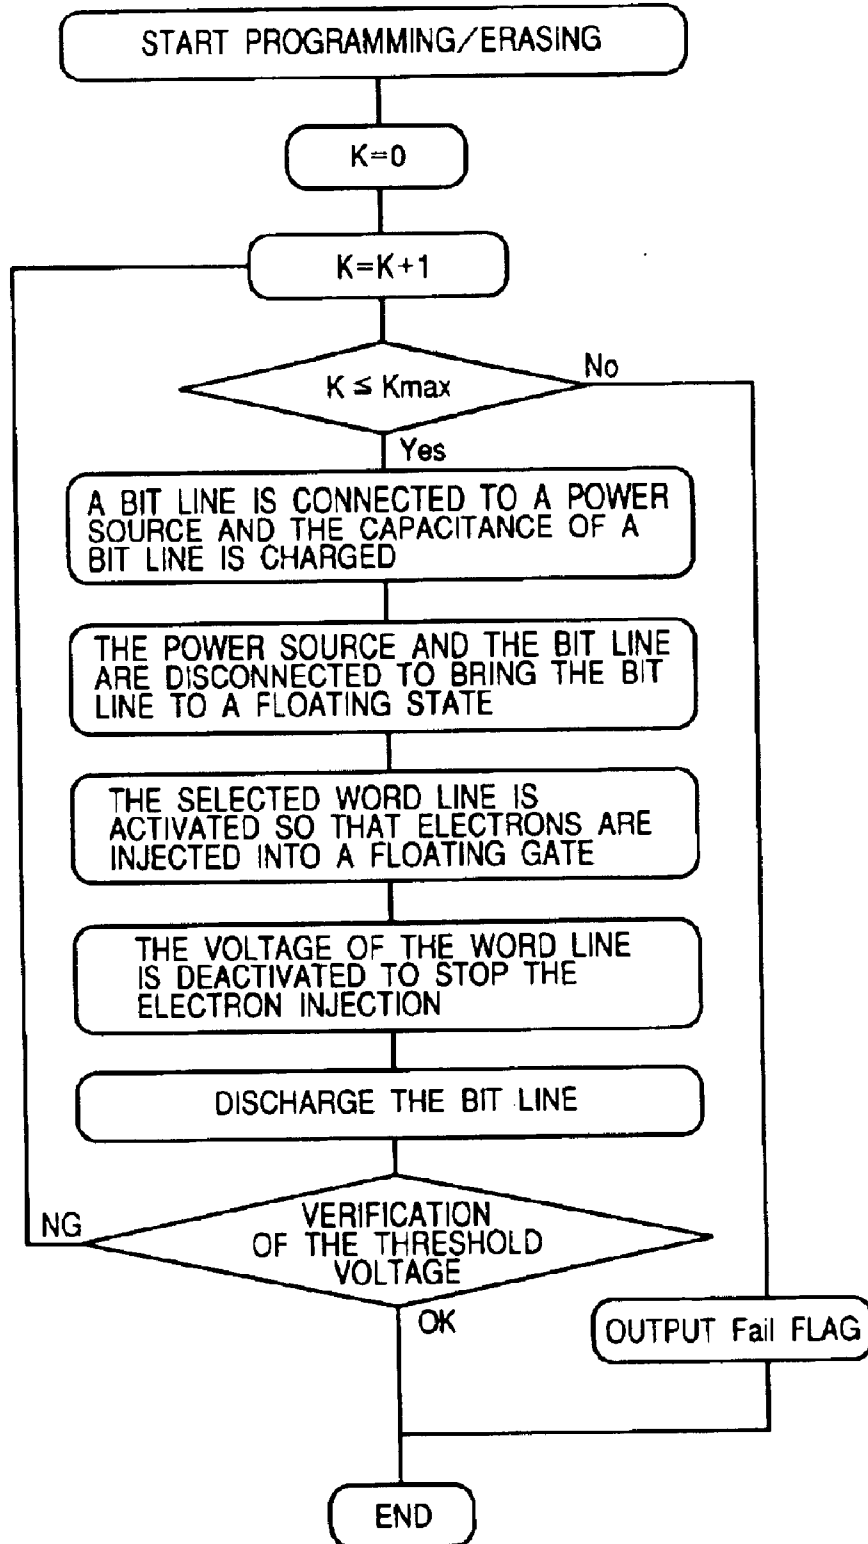 START PROGRAMMING/ERASING
K=0
K=K+1
K ≤ Kmax
No
Yes
A BIT LINE IS CONNECTED TO A POWER
SOURCE AND THE CAPACITANCE OF A
BIT LINE IS CHARGED
THE POWER SOURCE AND THE BIT LINE
ARE DISCONNECTED TO BRING THE BIT
LINE TO A FLOATING STATE
THE SELECTED WORD LINE IS
ACTIVATED SO THAT ELECTRONS ARE
INJECTED INTO A FLOATING GATE
THE VOLTAGE OF THE WORD LINE
IS DEACTIVATED TO STOP THE
ELECTRON INJECTION
DISCHARGE THE BIT LINE
NG
VERIFICATION
OF THE THRESHOLD
VOLTAGE
OK
OUTPUT Fail FLAG
END